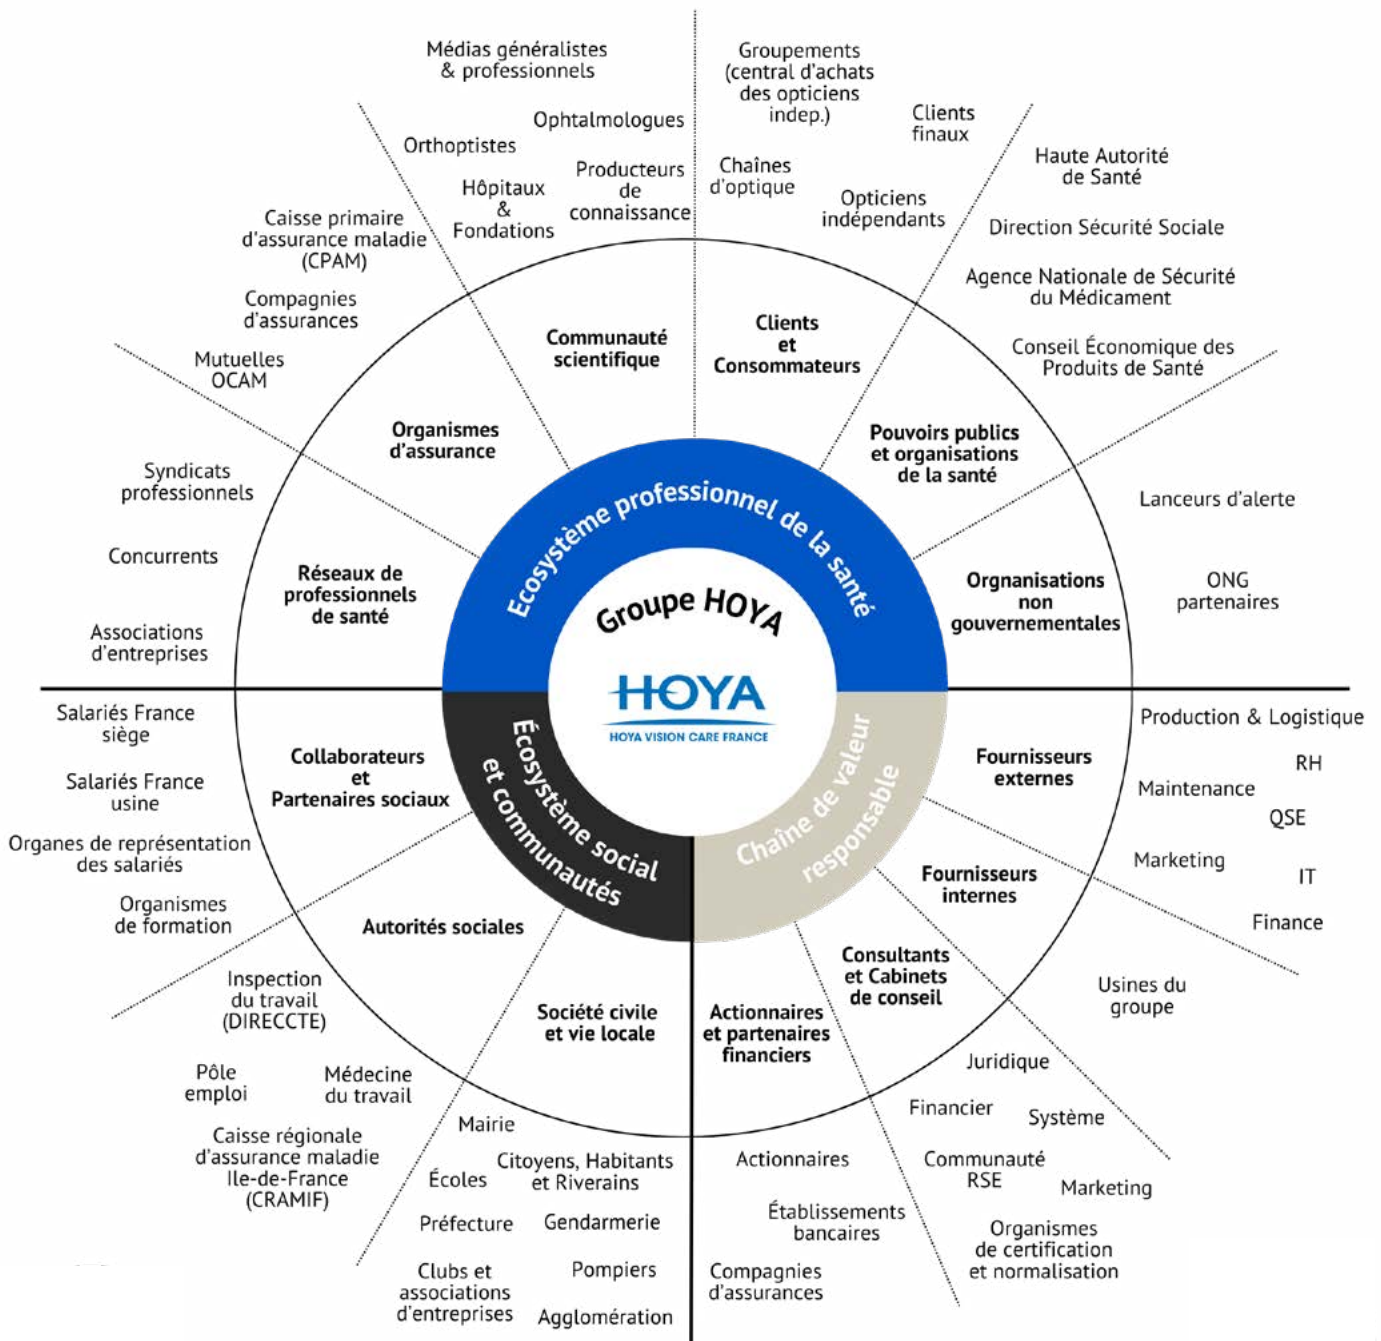 Médias généralistes
& professionnels
Ophtalmologues
Orthoptistes
Producteurs
de
connaissance
Hôpitaux
&
Fondations
Groupements
(central d'achats
des opticiens
indep.)
Clients
finaux
Chaînes
d'optique
Opticiens
indépendants
Haute Autorité
de Santé
Direction Sécurité Sociale
Agence Nationale de Sécurité
du Médicament
Conseil Économique des
Produits de Santé
Caisse primaire
d'assurance maladie
(CPAM)
Compagnies
d'assurances
Mutuelles
OCAM
Communauté
scientifique
Clients
et
Consommateurs
Organismes
d'assurance
Pouvoirs publics
et organisations
de la santé
Syndicats
professionnels
Concurrents
Associations
d'entreprises
Réseaux de
professionnels
de santé
Orgnanisations
non
gouvernementales
Lanceurs d'alerte
ONG
partenaires
Ecosystème professionnel de la santé
Groupe HOYA
HOYA
HOYA VISION CARE FRANCE
Écosystème social
et communautés
Chaîne de valeur
responsable
Salariés France
siège
Salariés France
usine
Organes de représentation
des salariés
Organismes
de formation
Collaborateurs
et
Partenaires sociaux
Fournisseurs
externes
Production & Logistique
RH
Maintenance
QSE
Marketing
IT
Finance
Fournisseurs
internes
Usines du
groupe
Autorités sociales
Inspection
du travail
(DIRECCTE)
Pôle
emploi
Médecine
du travail
Caisse régionale
d'assurance maladie
Ile-de-France
(CRAMIF)
Société civile
et vie locale
Mairie
Citoyens, Habitants
et Riverains
Écoles
Préfecture
Gendarmerie
Clubs et
associations
d'entreprises
Pompiers
Agglomération
Actionnaires
et partenaires
financiers
Actionnaires
Établissements
bancaires
Compagnies
d'assurances
Consultants
et Cabinets
de conseil
Juridique
Financier
Système
Communauté
RSE
Marketing
Organismes
de certification
et normalisation